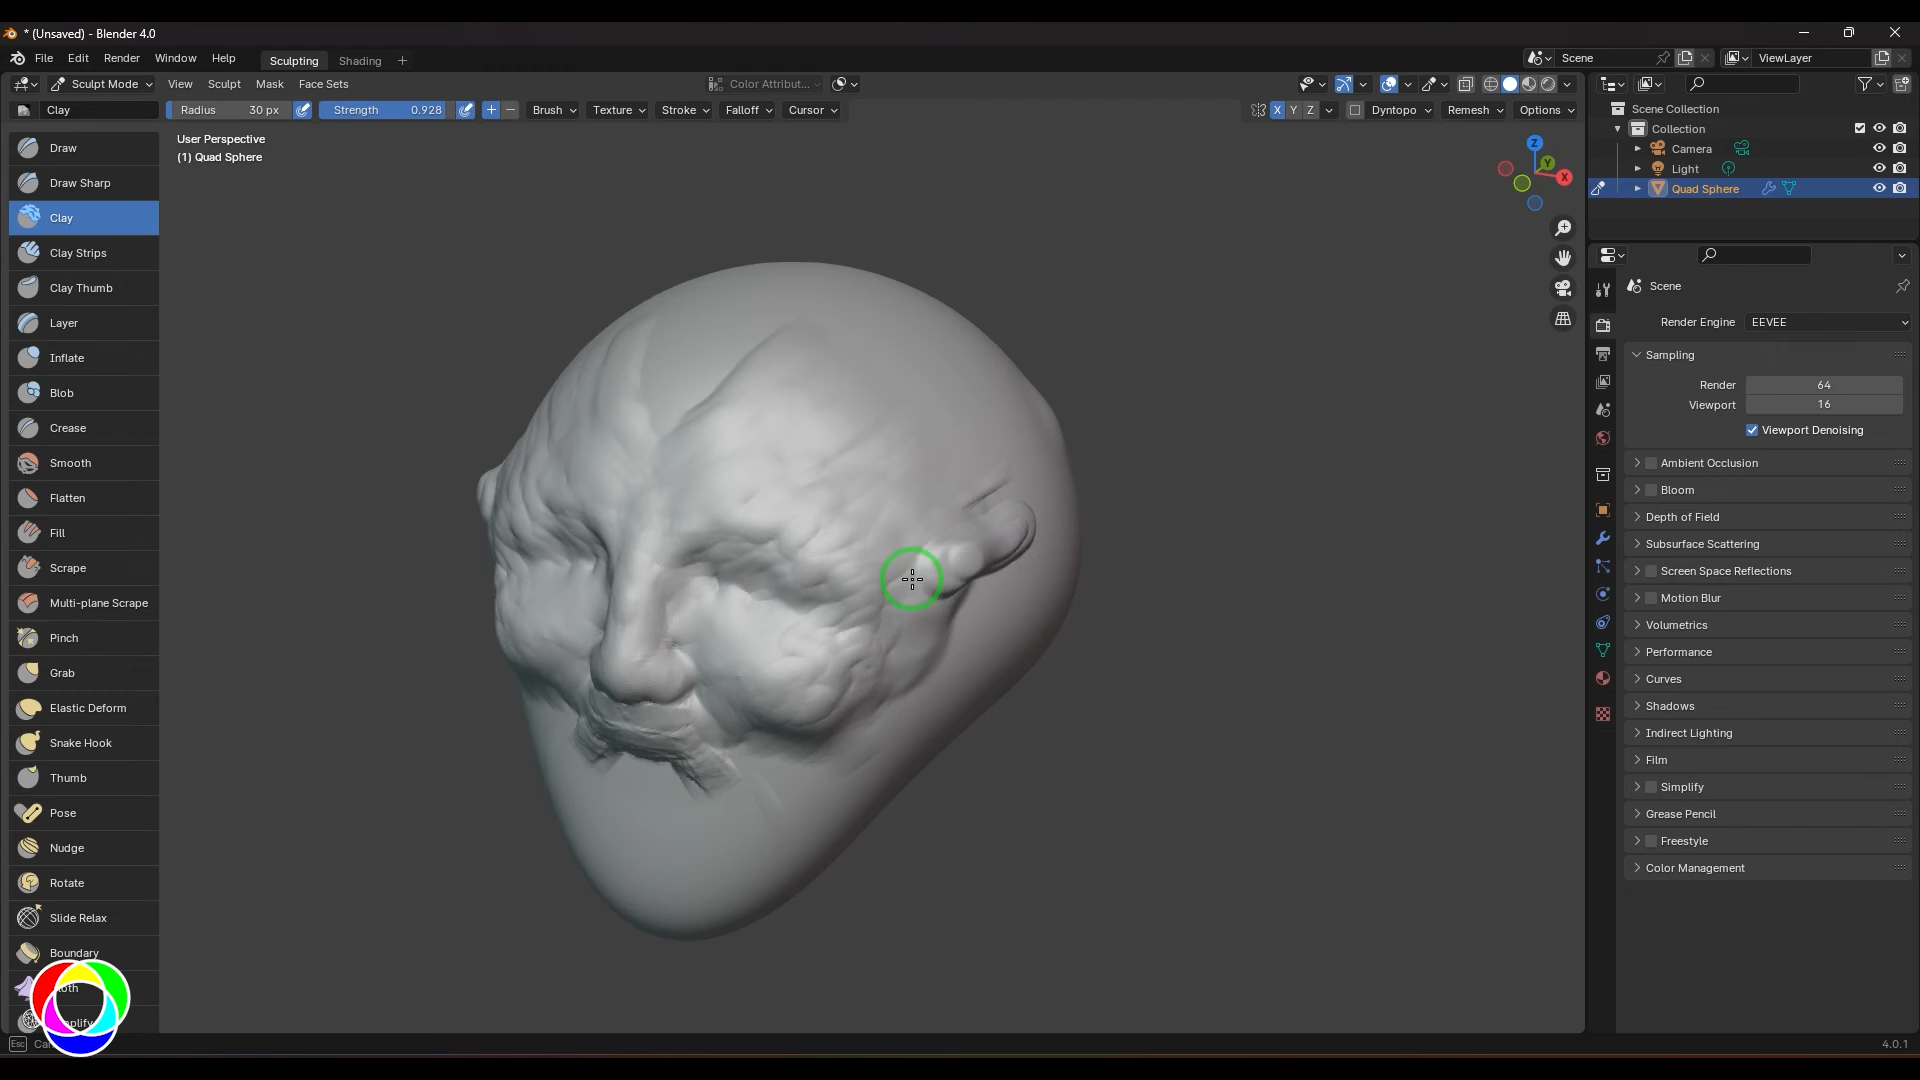 * (Unsaved) - Blender 4.0
File Edit Render Window Help Sculpting Shading + Scene ViewLayer
Sculpt Mode View Sculpt Mask Face Sets Color Attribut...
Clay Radius 30 px Strength 0.928 + − Brush Texture Stroke Falloff Cursor X Y Z Dyntopo Remesh Options
User Perspective
(1) Quad Sphere
Draw
Draw Sharp
Clay
Clay Strips
Clay Thumb
Layer
Inflate
Blob
Crease
Smooth
Flatten
Fill
Scrape
Multi-plane Scrape
Pinch
Grab
Elastic Deform
Snake Hook
Thumb
Pose
Nudge
Rotate
Slide Relax
Boundary
Z
Y
X
Scene Collection
Collection
Camera
Light
Quad Sphere
Scene
Render Engine EEVEE
Sampling
Render 64
Viewport 16
Viewport Denoising
Ambient Occlusion
Bloom
Depth of Field
Subsurface Scattering
Screen Space Reflections
Motion Blur
Volumetrics
Performance
Curves
Shadows
Indirect Lighting
Film
Simplify
Grease Pencil
Freestyle
Color Management
Esc
4.0.1